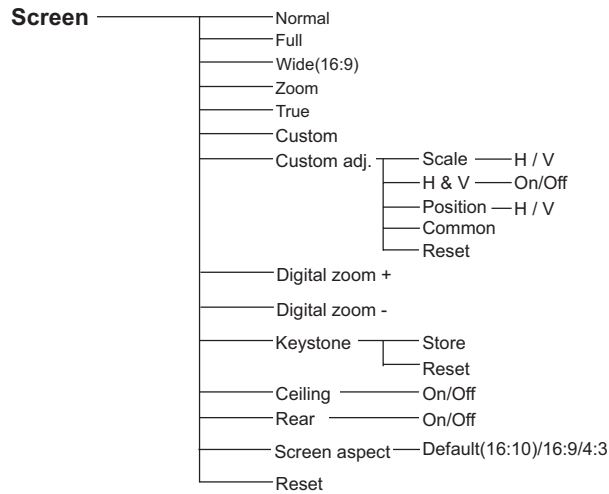 Screen Normal
Full
Wide(16:9)
Zoom
True
Custom
Custom adj. Scale H / V
H & V On/Off
Position H / V
Common
Reset
Digital zoom +
Digital zoom -
Keystone Store
Reset
Ceiling On/Off
Rear On/Off
Screen aspect Default(16:10)/16:9/4:3
Reset